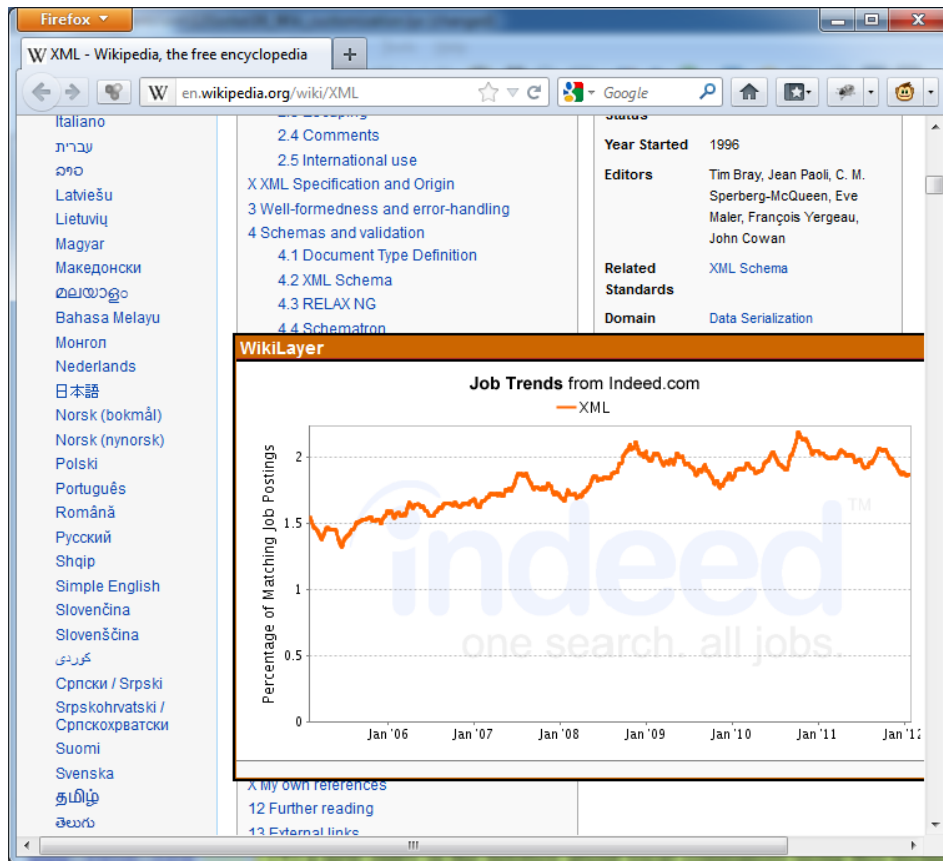 Firefox
XML - Wikipedia, the free encyclopedia
en.wikipedia.org/wiki/XML
Google
Italiano
עברית
ລາວ
Latviešu
Lietuvių
Magyar
Македонски
മലയാളം
Bahasa Melayu
Монгол
Nederlands
日本語
Norsk (bokmål)
Norsk (nynorsk)
Polski
Português
Română
Русский
Shqip
Simple English
Slovenčina
Slovenščina
کوردی
Српски / Srpski
Srpskohrvatski /
Српскохрватски
Suomi
Svenska
தமிழ்
తెలుగు
2.4 Comments
2.5 International use
X XML Specification and Origin
3 Well-formedness and error-handling
4 Schemas and validation
4.1 Document Type Definition
4.2 XML Schema
4.3 RELAX NG
4.4 Schematron
Status
Year Started 1996
Editors Tim Bray, Jean Paoli, C. M.
Sperberg-McQueen, Eve
Maler, François Yergeau,
John Cowan
Related XML Schema
Standards
Domain Data Serialization
WikiLayer
Job Trends from Indeed.com
XML
Percentage of Matching Job Postings
2
1.5
1
0.5
0
Jan '06 Jan '07 Jan '08 Jan '09 Jan '10 Jan '11 Jan '12
indeed™
one search. all jobs.
X My own references
12 Further reading
13 External links